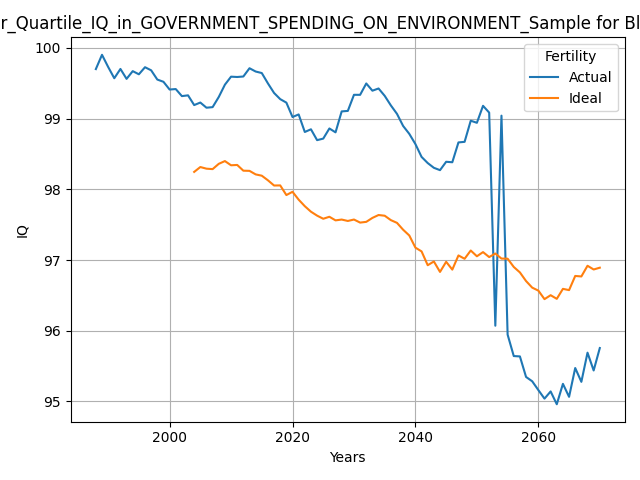 r_Quartile_IQ_in_GOVERNMENT_SPENDING_ON_ENVIRONMENT_Sample for Bl
100
99
98
97
96
95
IQ
Fertility
Actual
Ideal
2000
2020
2040
2060
Years